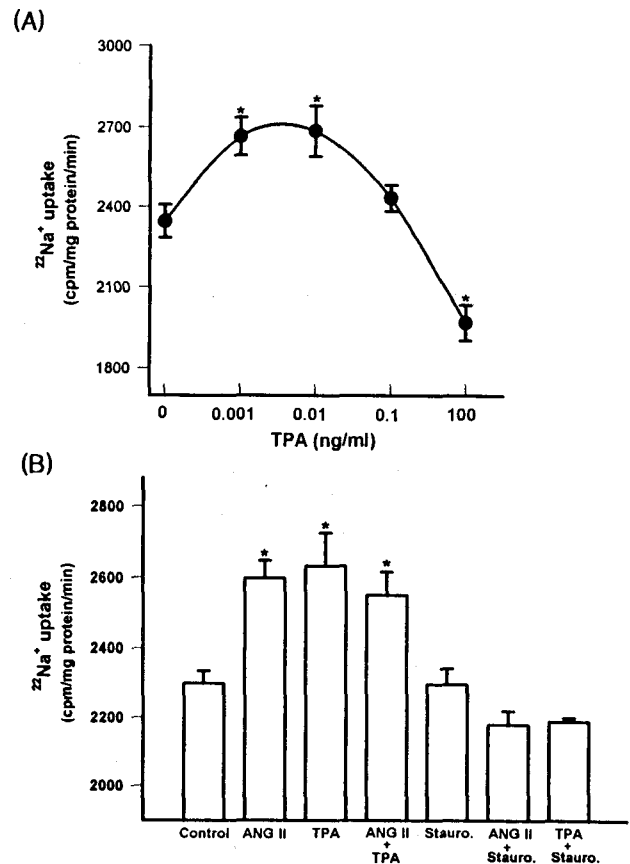 (A)
3000
2700
2400
2100
1800
²²Na⁺ uptake
(cpm/mg protein/min)
*
*
*
0
0.001
0.01
0.1
100
TPA (ng/ml)
(B)
2800
2600
2400
2200
2000
²²Na⁺ uptake
(cpm/mg protein/min)
*
*
*
Control
ANG II
TPA
ANG II
+
TPA
Stauro.
ANG II
+
Stauro.
TPA
+
Stauro.